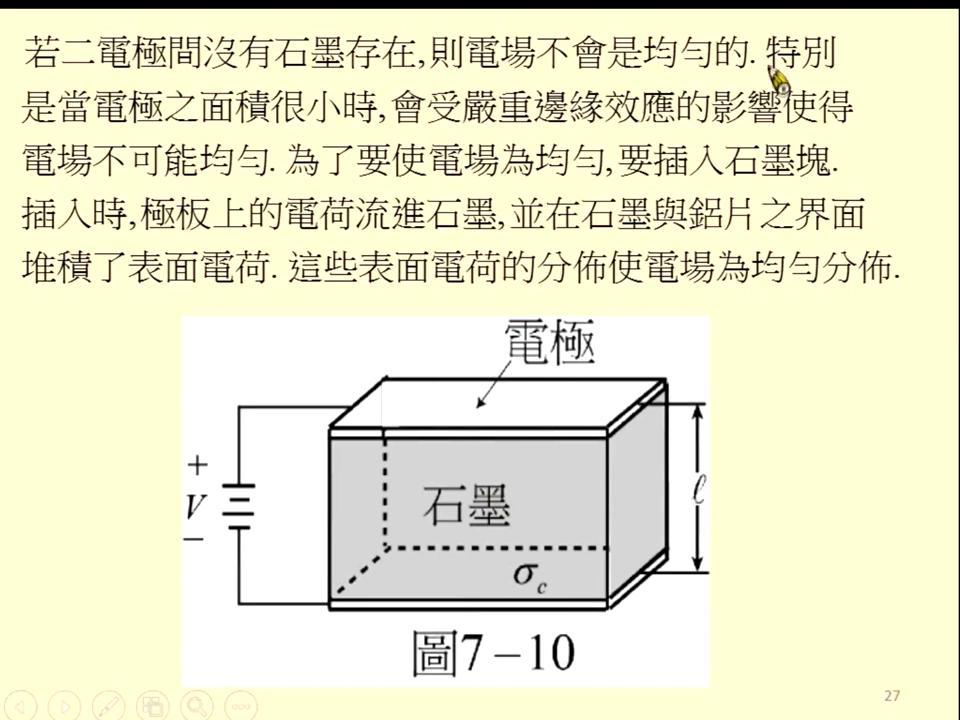 若二電極間沒有石墨存在,則電場不會是均勻的. 特別
是當電極之面積很小時,會受嚴重邊緣效應的影響使得
電場不可能均勻. 為了要使電場為均勻,要插入石墨塊.
插入時,極板上的電荷流進石墨,並在石墨與鋁片之界面
堆積了表面電荷. 這些表面電荷的分佈使電場為均勻分佈.
電極
+
V
−
石墨
ℓ
σc
圖7－10
27